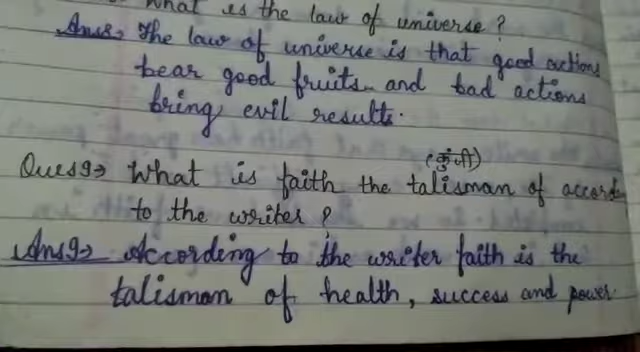 What is the law of universe ?
Ans→ The law of universe is that good actions
bear good fruits and bad actions
bring evil results.
(कुंजी)
Ques9→ What is faith the talisman of accord
to the writer ?
Ans9→ According to the writer faith is the
talisman of health, success and power.